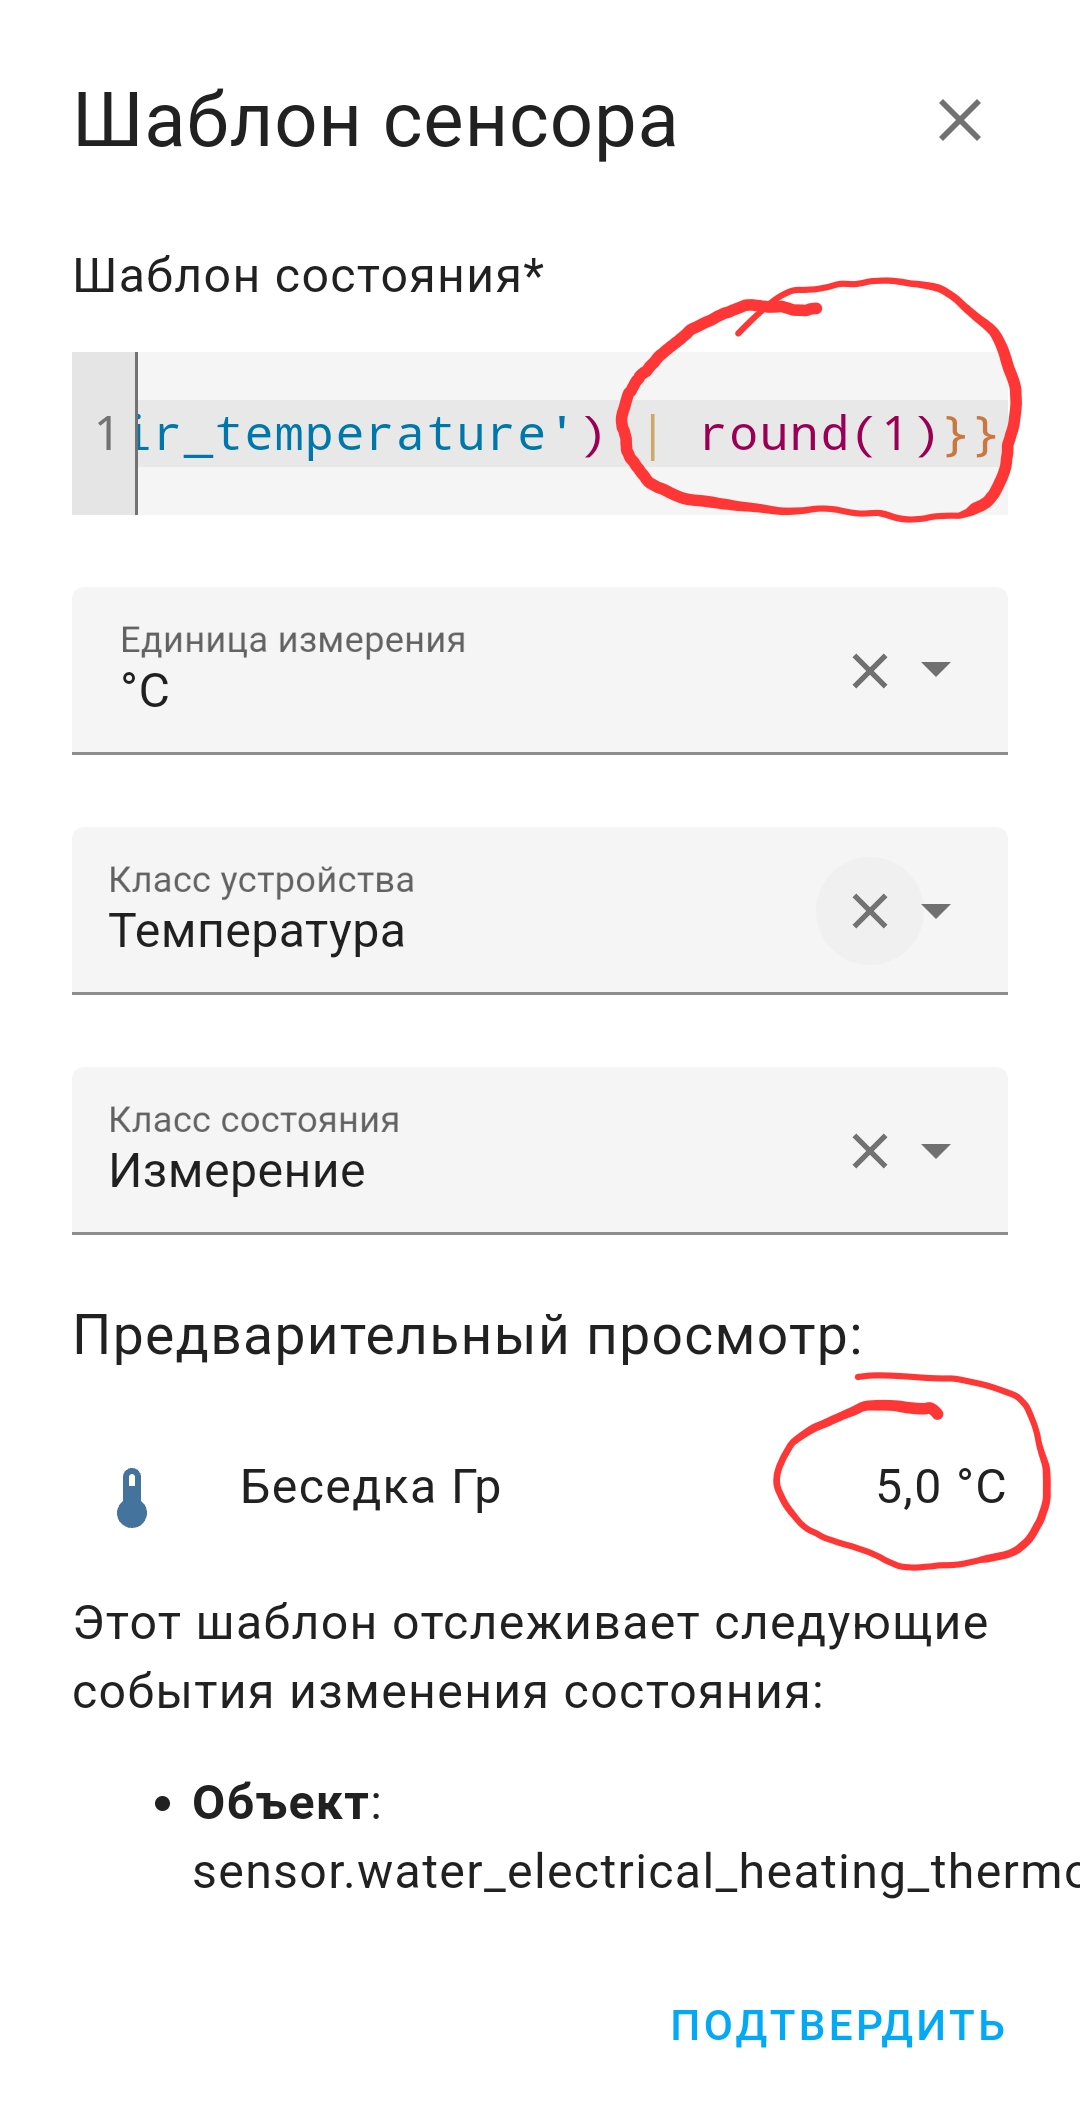 Шаблон сенсора
Шаблон состояния*
1 ir_temperature') | round(1)}}
Единица измерения
°C
Класс устройства
Температура
Класс состояния
Измерение
Предварительный просмотр:
Беседка Гр 5,0 °C
Этот шаблон отслеживает следующие
события изменения состояния:
• Объект:
sensor.water_electrical_heating_thermo
ПОДТВЕРДИТЬ